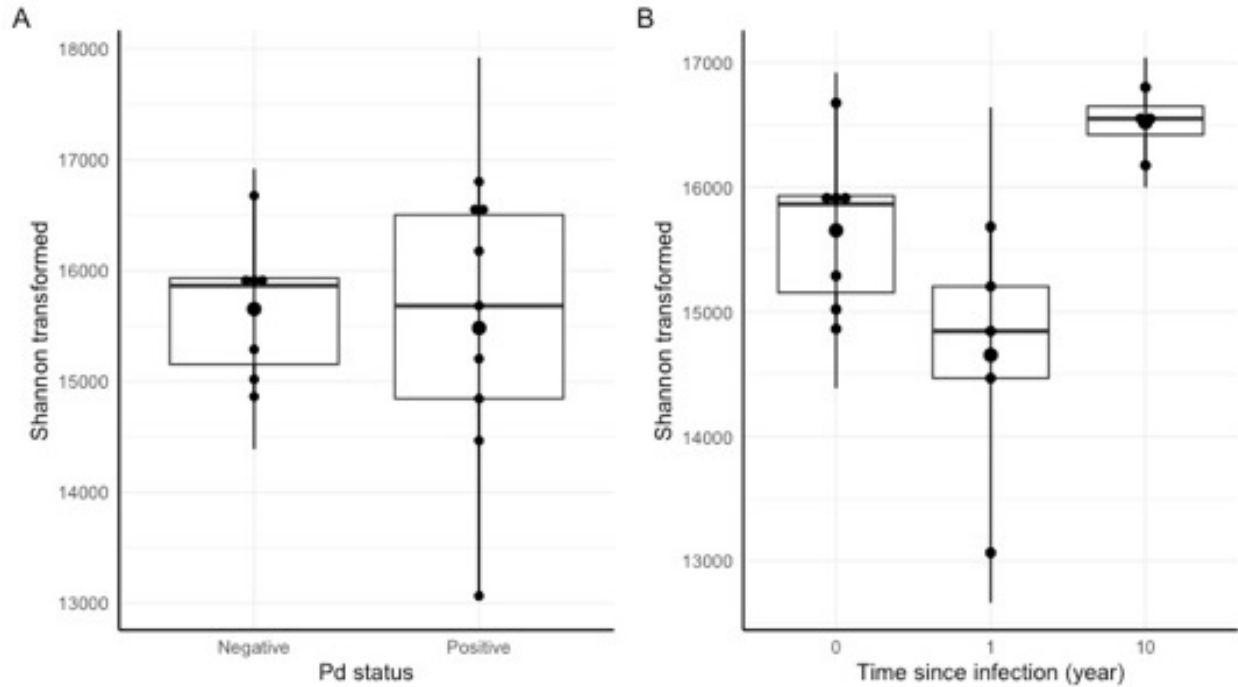 A
Shannon transformed
18000
17000
16000
15000
14000
13000
Negative
Positive
Pd status
B
Shannon transformed
17000
16000
15000
14000
13000
0
1
10
Time since infection (year)